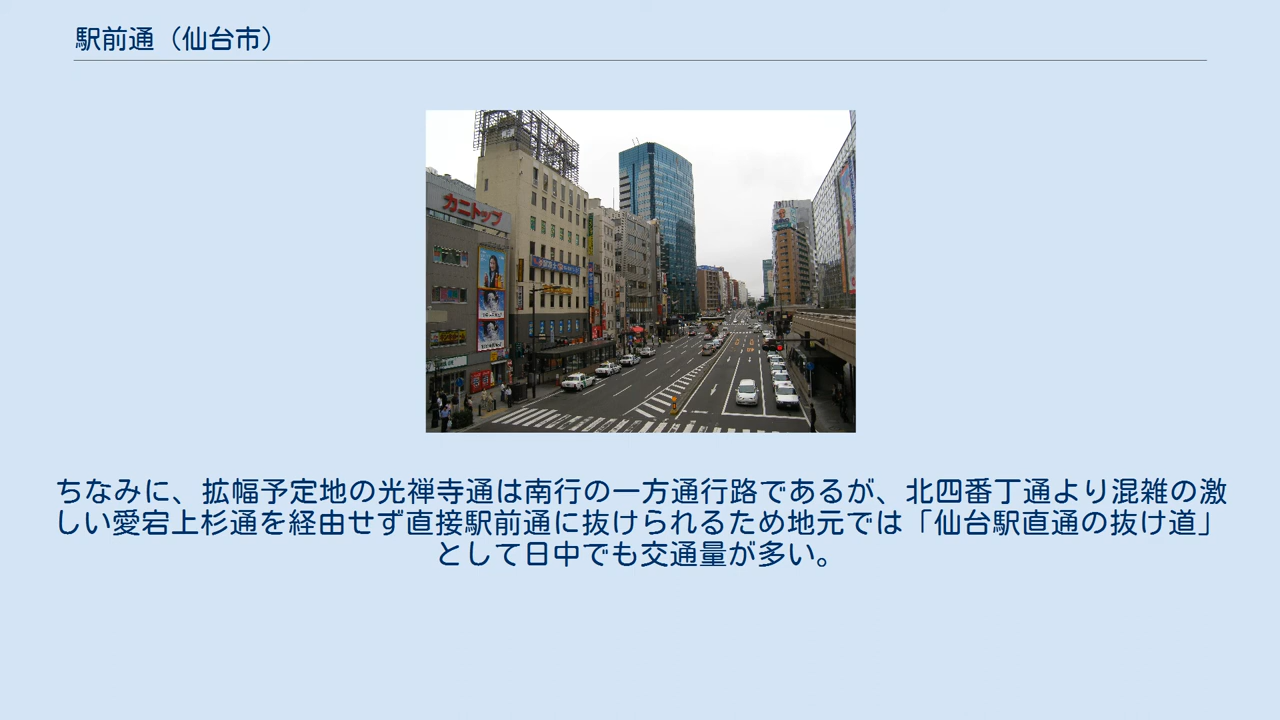 駅前通（仙台市）
カニトップ
ちなみに、拡幅予定地の光禅寺通は南行の一方通行路であるが、北四番丁通より混雑の激
しい愛宕上杉通を経由せず直接駅前通に抜けられるため地元では「仙台駅直通の抜け道」
として日中でも交通量が多い。